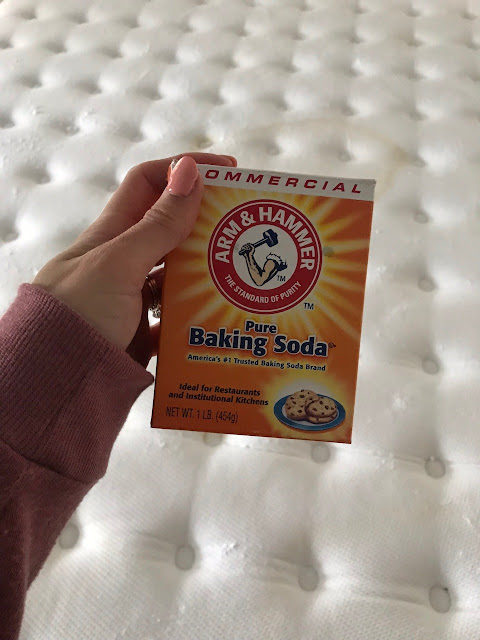 COMMERCIAL
ARM & HAMMER
THE STANDARD OF PURITY
TM
TM
Pure
Baking Soda
America's #1 Trusted Baking Soda Brand
Ideal for Restaurants
and Institutional Kitchens
NET WT. 1 LB. (454g)